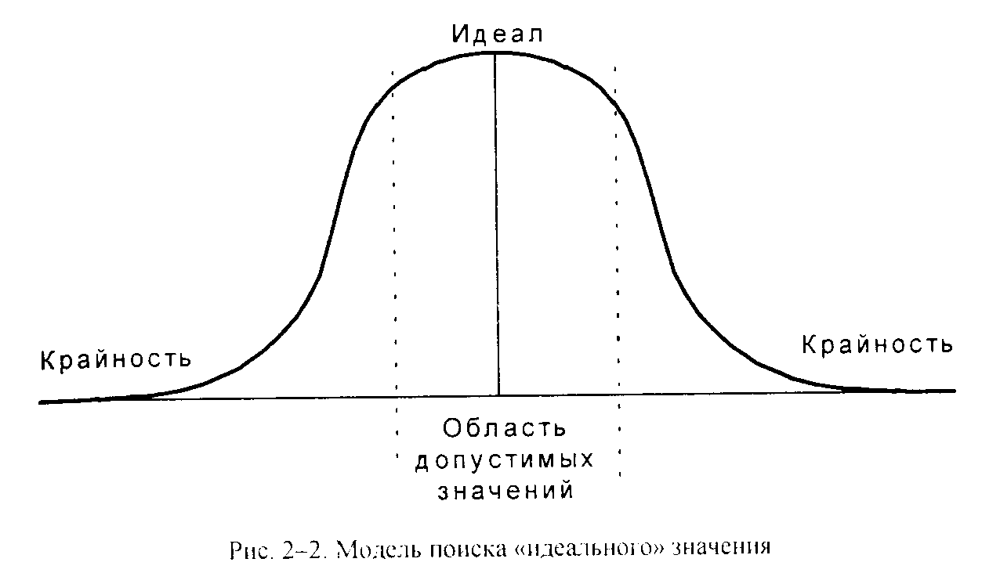 Идеал
Крайность
Крайность
Область
допустимых
значений
Рис. 2–2. Модель поиска «идеального» значения